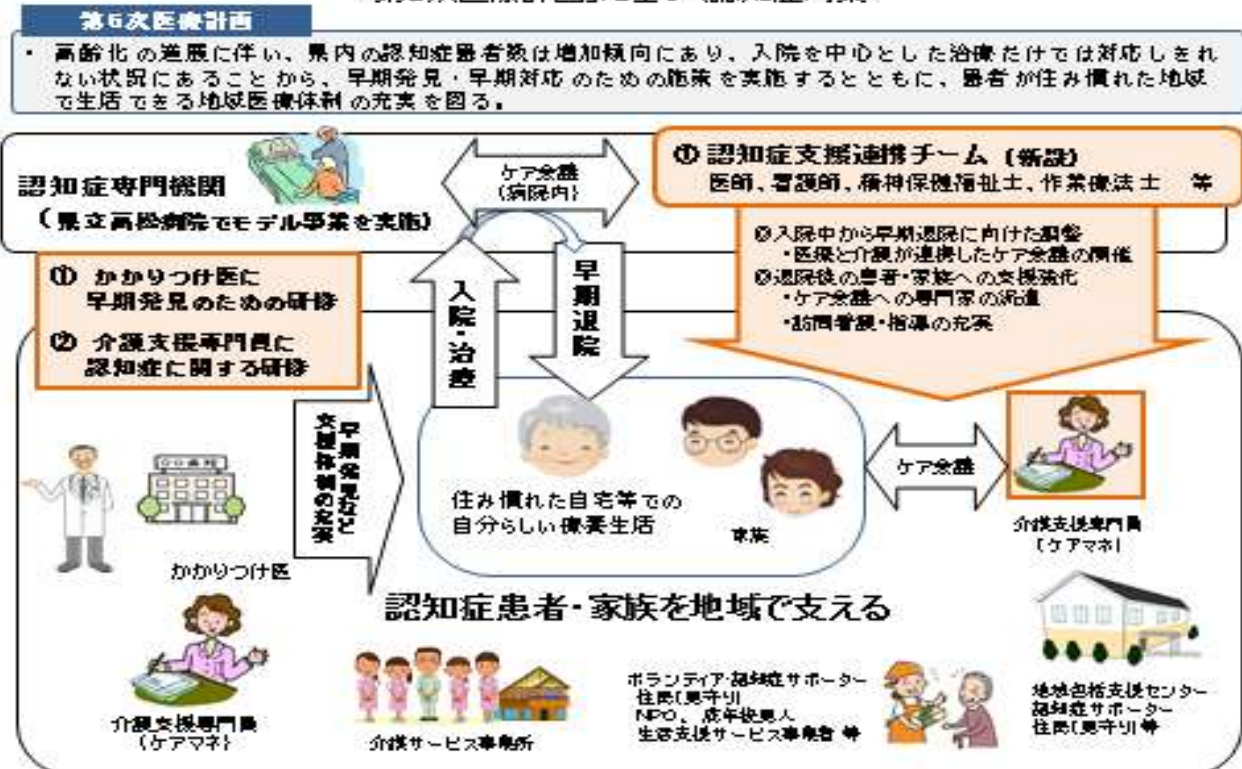 第6次医療計画
・ 高齢化の進展に伴い、県内の認知症患者数は増加傾向にあり、入院を中心とした治療だけでは対応しきれ
ない状況にあることから、早期発見・早期対応のための施策を実施するとともに、患者が住み慣れた地域
で生活できる地域医療体制の充実を図る。
認知症専門機関
(県立高松病院でモデル事業を実施)
ケア会議
(病院内)
① 認知症支援連携チーム (新設)
医師、看護師、精神保健福祉士、作業療法士 等
◎入院中から早期退院に向けた調整
・医療と介護が連携したケア会議の開催
◎退院後の患者・家族への支援強化
・ケア会議への専門家の派遣
・訪問看護・指導の充実
① かかりつけ医に
早期発見のための研修
② 介護支援専門員に
認知症に関する研修
入院・治療
早期退院
早期発見など
支援体制の充実
住み慣れた自宅等での
自分らしい療養生活
家族
ケア会議
介護支援専門員
(ケアマネ)
かかりつけ医
認知症患者・家族を地域で支える
介護支援専門員
(ケアマネ)
介護サービス事業所
ボランティア・認知症サポーター
住民(見守り)
NPO、成年後見人
生活支援サービス事業者 等
地域包括支援センター
認知症サポーター
住民(見守り)等